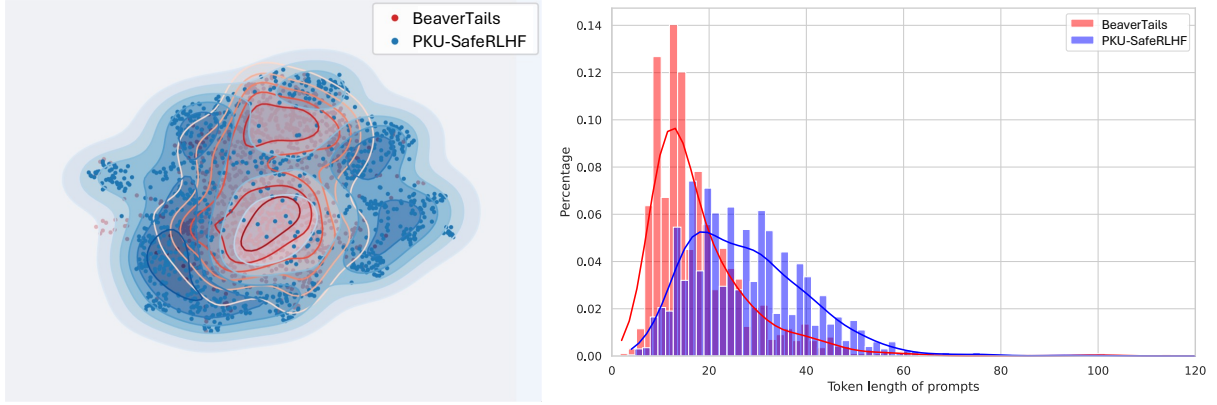 BeaverTails
PKU-SafeRLHF
0.14
0.12
0.10
0.08
0.06
0.04
0.02
0.00
Percentage
BeaverTails
PKU-SafeRLHF
0 20 40 60 80 100 120
Token length of prompts